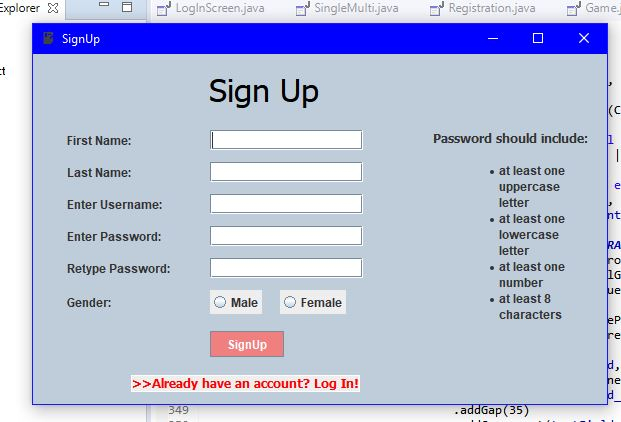 Explorer
LogInScreen.java
SingleMulti.java
Registration.java
Game.j
SignUp
Sign Up
First Name:
Last Name:
Enter Username:
Enter Password:
Retype Password:
Gender:
Male
Female
SignUp
>>Already have an account? Log In!
Password should include:
at least one
uppercase
letter
at least one
lowercase
letter
at least one
number
at least 8
characters
349
.addGap(35)